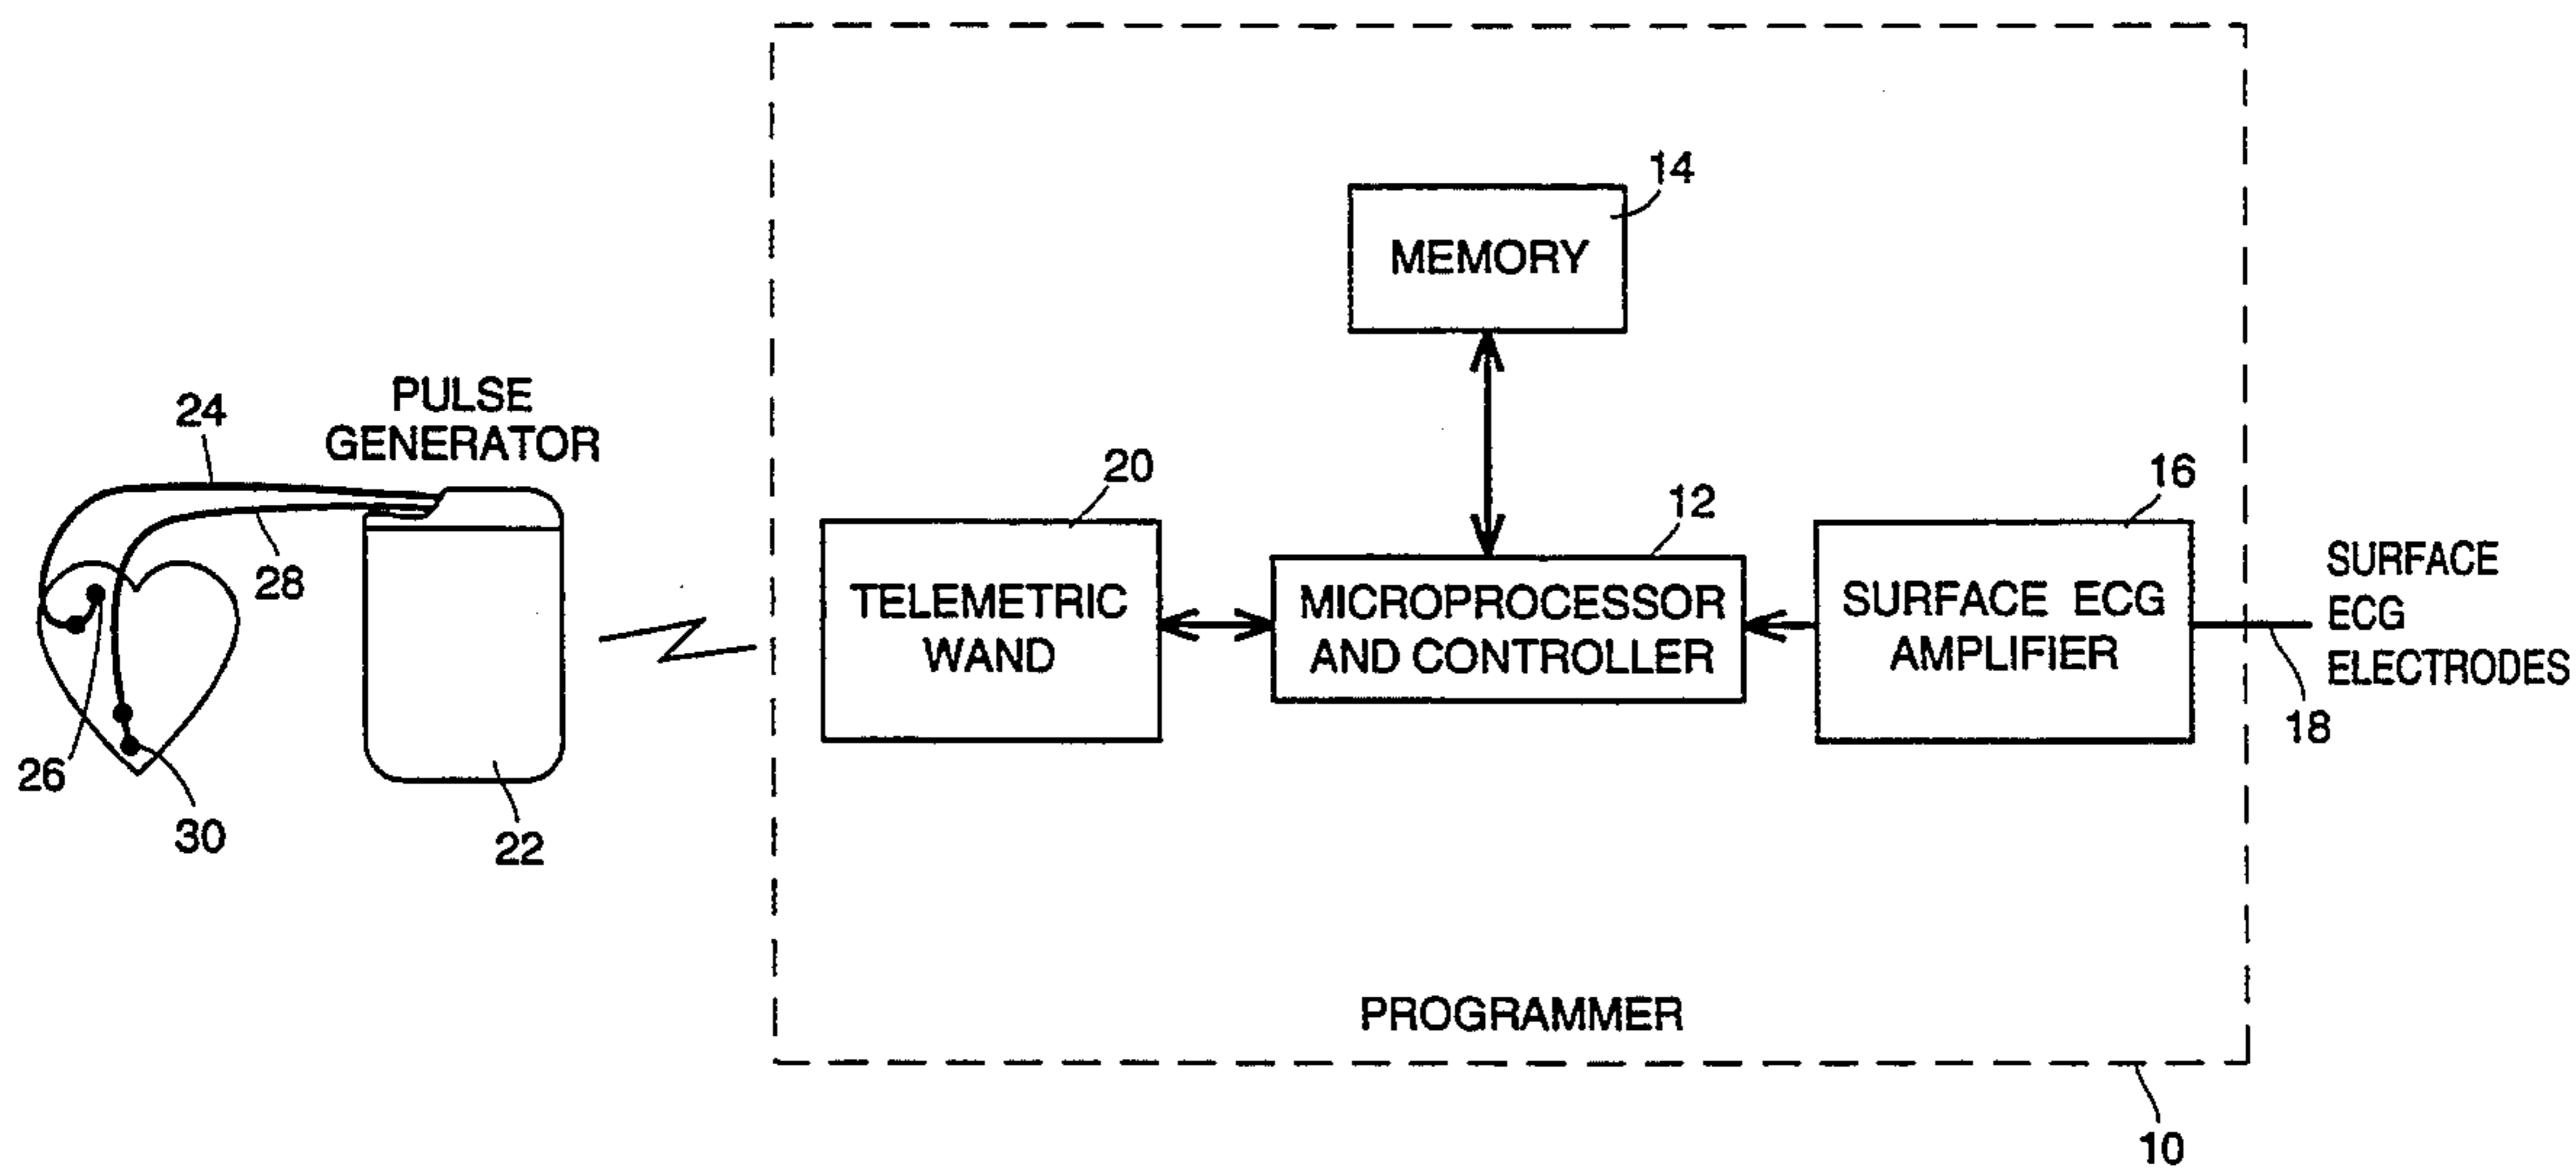 24
PULSE
GENERATOR
28
26
30
22
14
MEMORY
20
TELEMETRIC
WAND
12
MICROPROCESSOR
AND CONTROLLER
16
SURFACE ECG
AMPLIFIER
SURFACE
ECG
ELECTRODES
18
PROGRAMMER
10